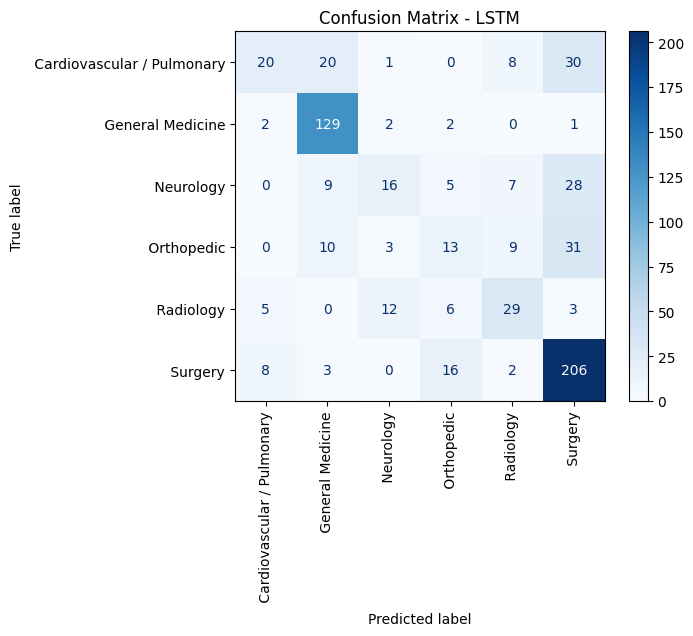 Confusion Matrix - LSTM
Cardiovascular / Pulmonary 20 20 1 0 8 30
General Medicine 2 129 2 2 0 1
Neurology 0 9 16 5 7 28
Orthopedic 0 10 3 13 9 31
Radiology 5 0 12 6 29 3
Surgery 8 3 0 16 2 206
True label
Cardiovascular / Pulmonary
General Medicine
Neurology
Orthopedic
Radiology
Surgery
Predicted label
200
175
150
125
100
75
50
25
0